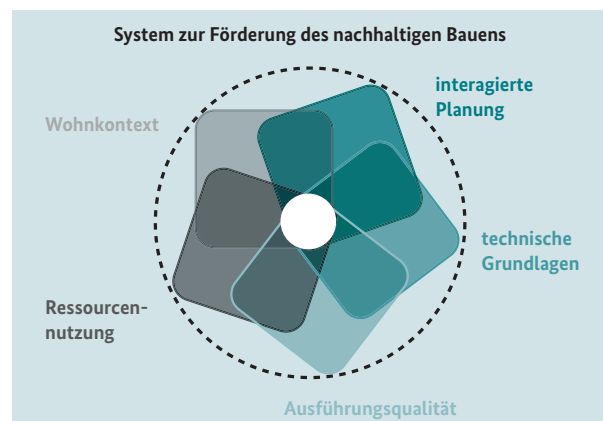 System zur Förderung des nachhaltigen Bauens
interagierte
Planung
Wohnkontext
technische
Grundlagen
Ressourcen-
nutzung
Ausführungsqualität